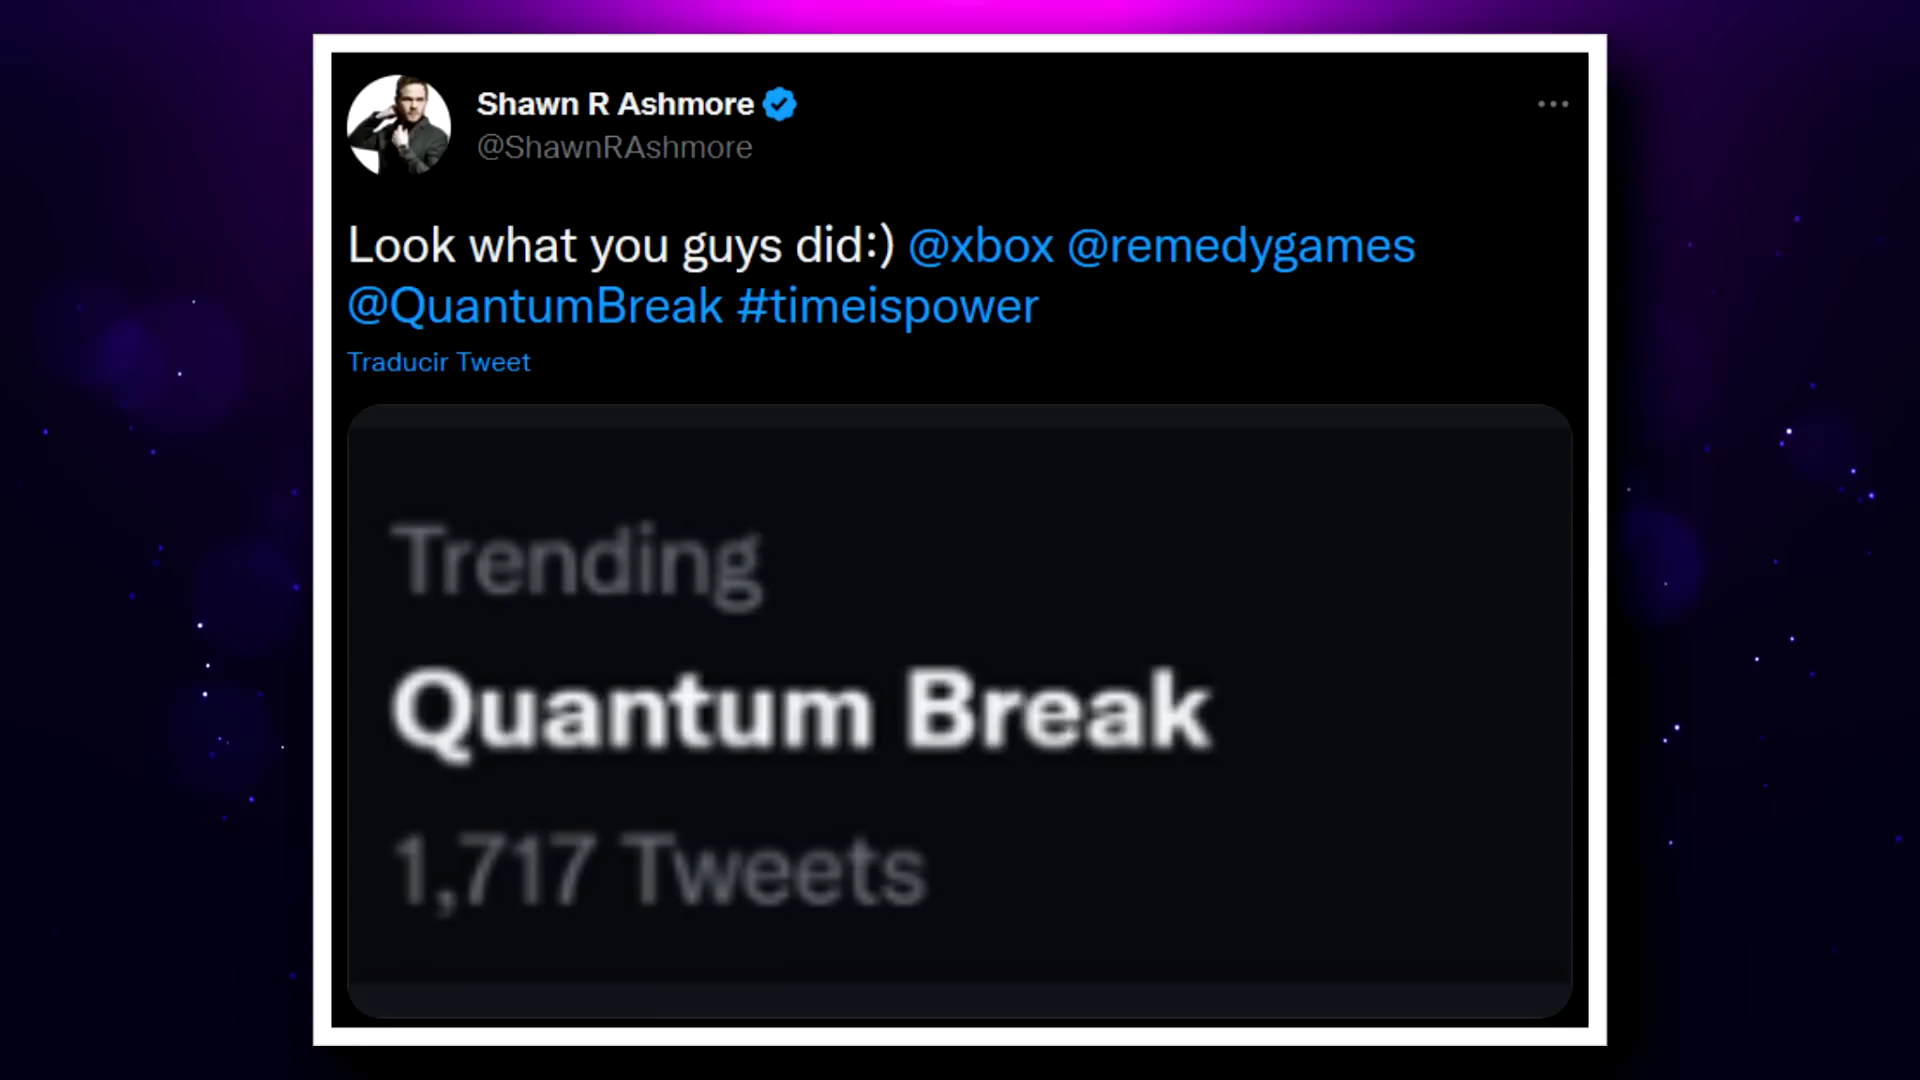 Shawn R Ashmore
@ShawnRAshmore
Look what you guys did:) @xbox @remedygames
@QuantumBreak #timeispower
Traducir Tweet
Trending
Quantum Break
1,717 Tweets